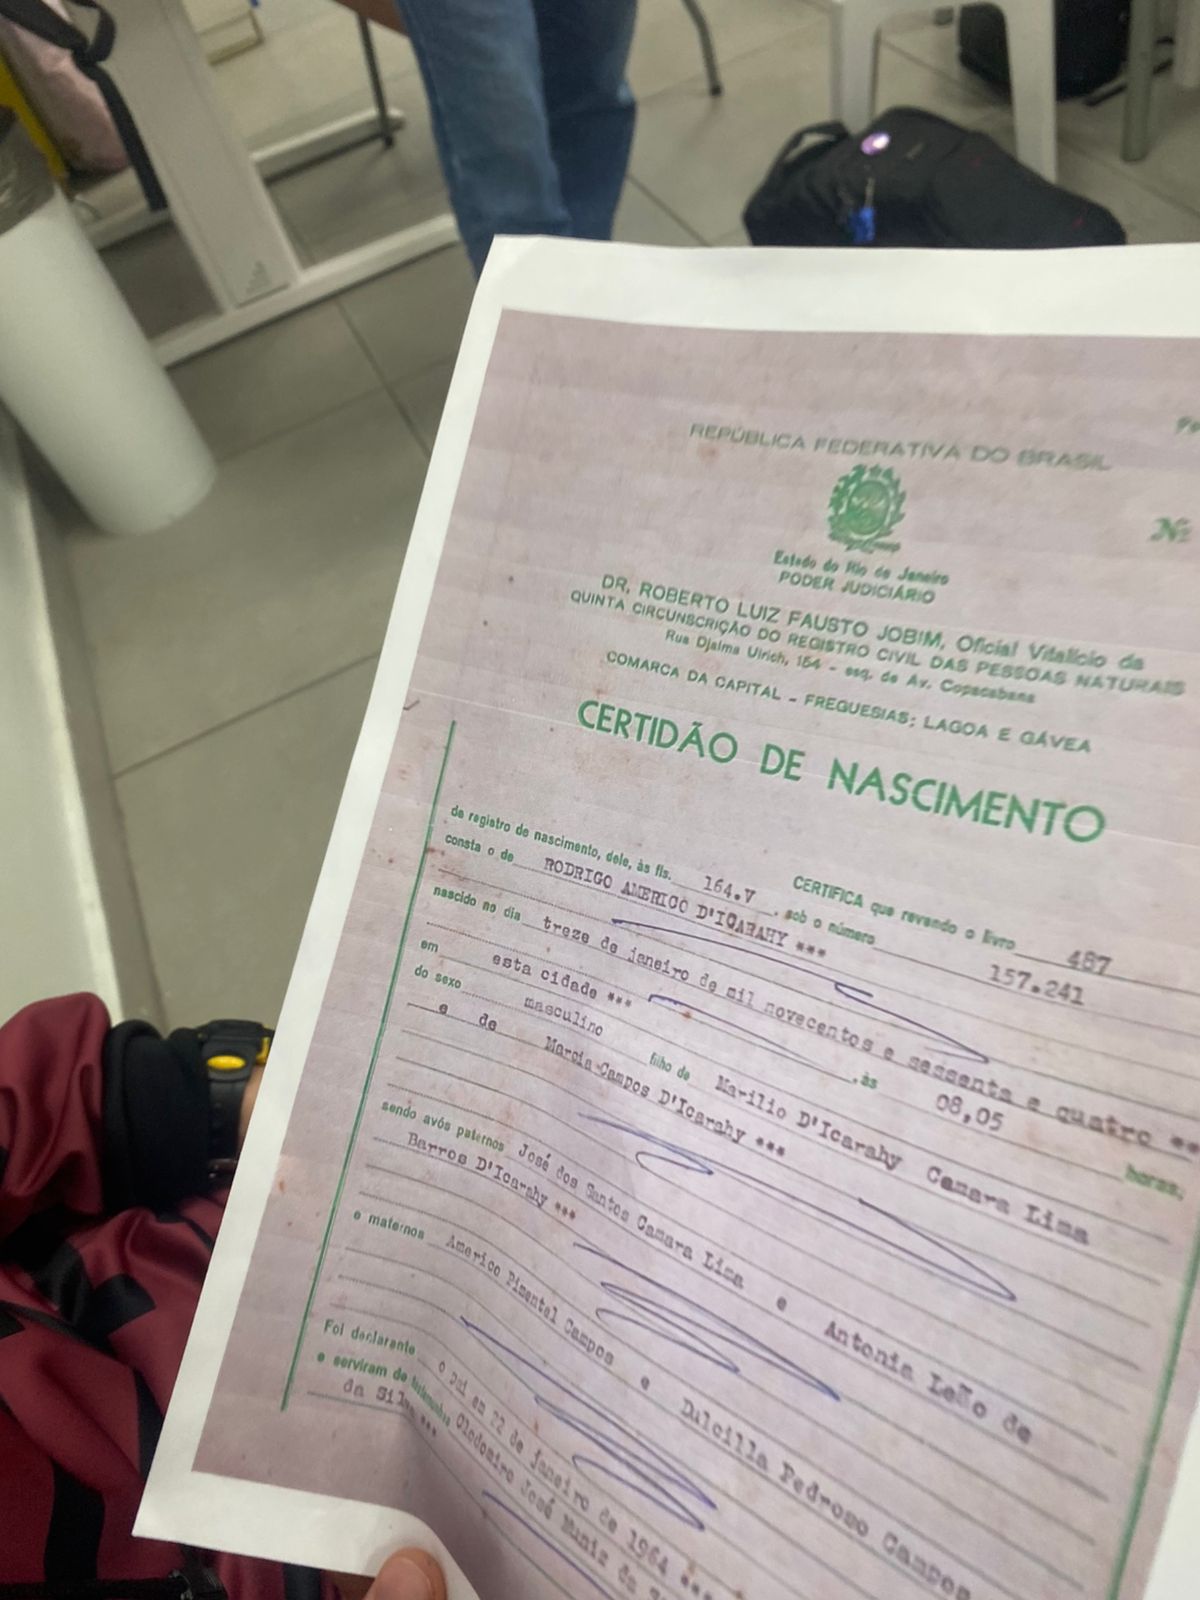 REPÚBLICA FEDERATIVA DO BRASIL
Nº
Estado do Rio de Janeiro
PODER JUDICIÁRIO
DR. ROBERTO LUIZ FAUSTO JOBIM, Oficial Vitalício da
QUINTA CIRCUNSCRIÇÃO DO REGISTRO CIVIL DAS PESSOAS NATURAIS
Rua Djalma Ulrich, 154 - esq. de Av. Copacabana
COMARCA DA CAPITAL - FREGUESIAS: LAGOA E GÁVEA
CERTIDÃO DE NASCIMENTO
CERTIFICA que revendo o livro 487
de registro de nascimento, dele, às fls. 164.V, sob o número 157.241
consta o de RODRIGO AMERICO D'ICARAHY ***
nascido no dia treze de janeiro de mil novecentos e sessenta e quatro **
em esta cidade *** , às 08,05 horas,
do sexo masculino filho de Marilio D'Icarahy Camara Lima
e de Marcia Campos D'Icarahy ***
sendo avós paternos José dos Santos Camara Lima e Antonia Leão de
Barros D'Icarahy ***
e maternos Americo Pimentel Campos e Dulcilla Pedroso Campos
Foi declarante o pai em 22 de janeiro de 1964 ***
e serviram de testemunha Clodomiro José Muniz de
da Silva ***